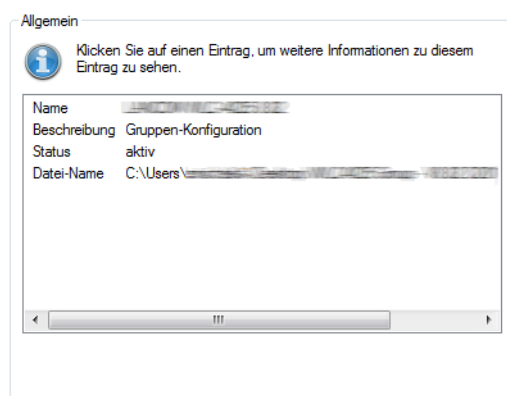 Allgemein
Klicken Sie auf einen Eintrag, um weitere Informationen zu diesem
Eintrag zu sehen.
Name
Beschreibung Gruppen-Konfiguration
Status aktiv
Datei-Name C:\Users\